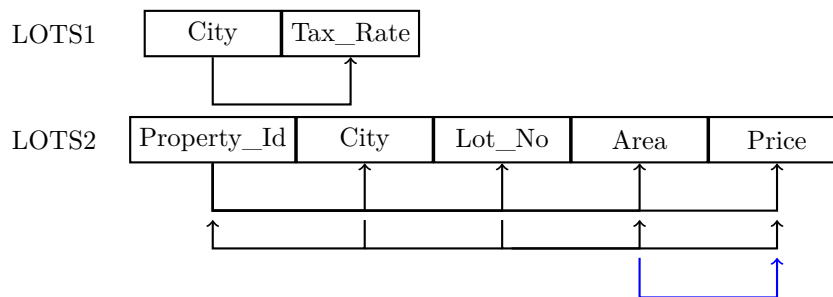 LOTS1 City Tax_Rate
LOTS2 Property_Id City Lot_No Area Price